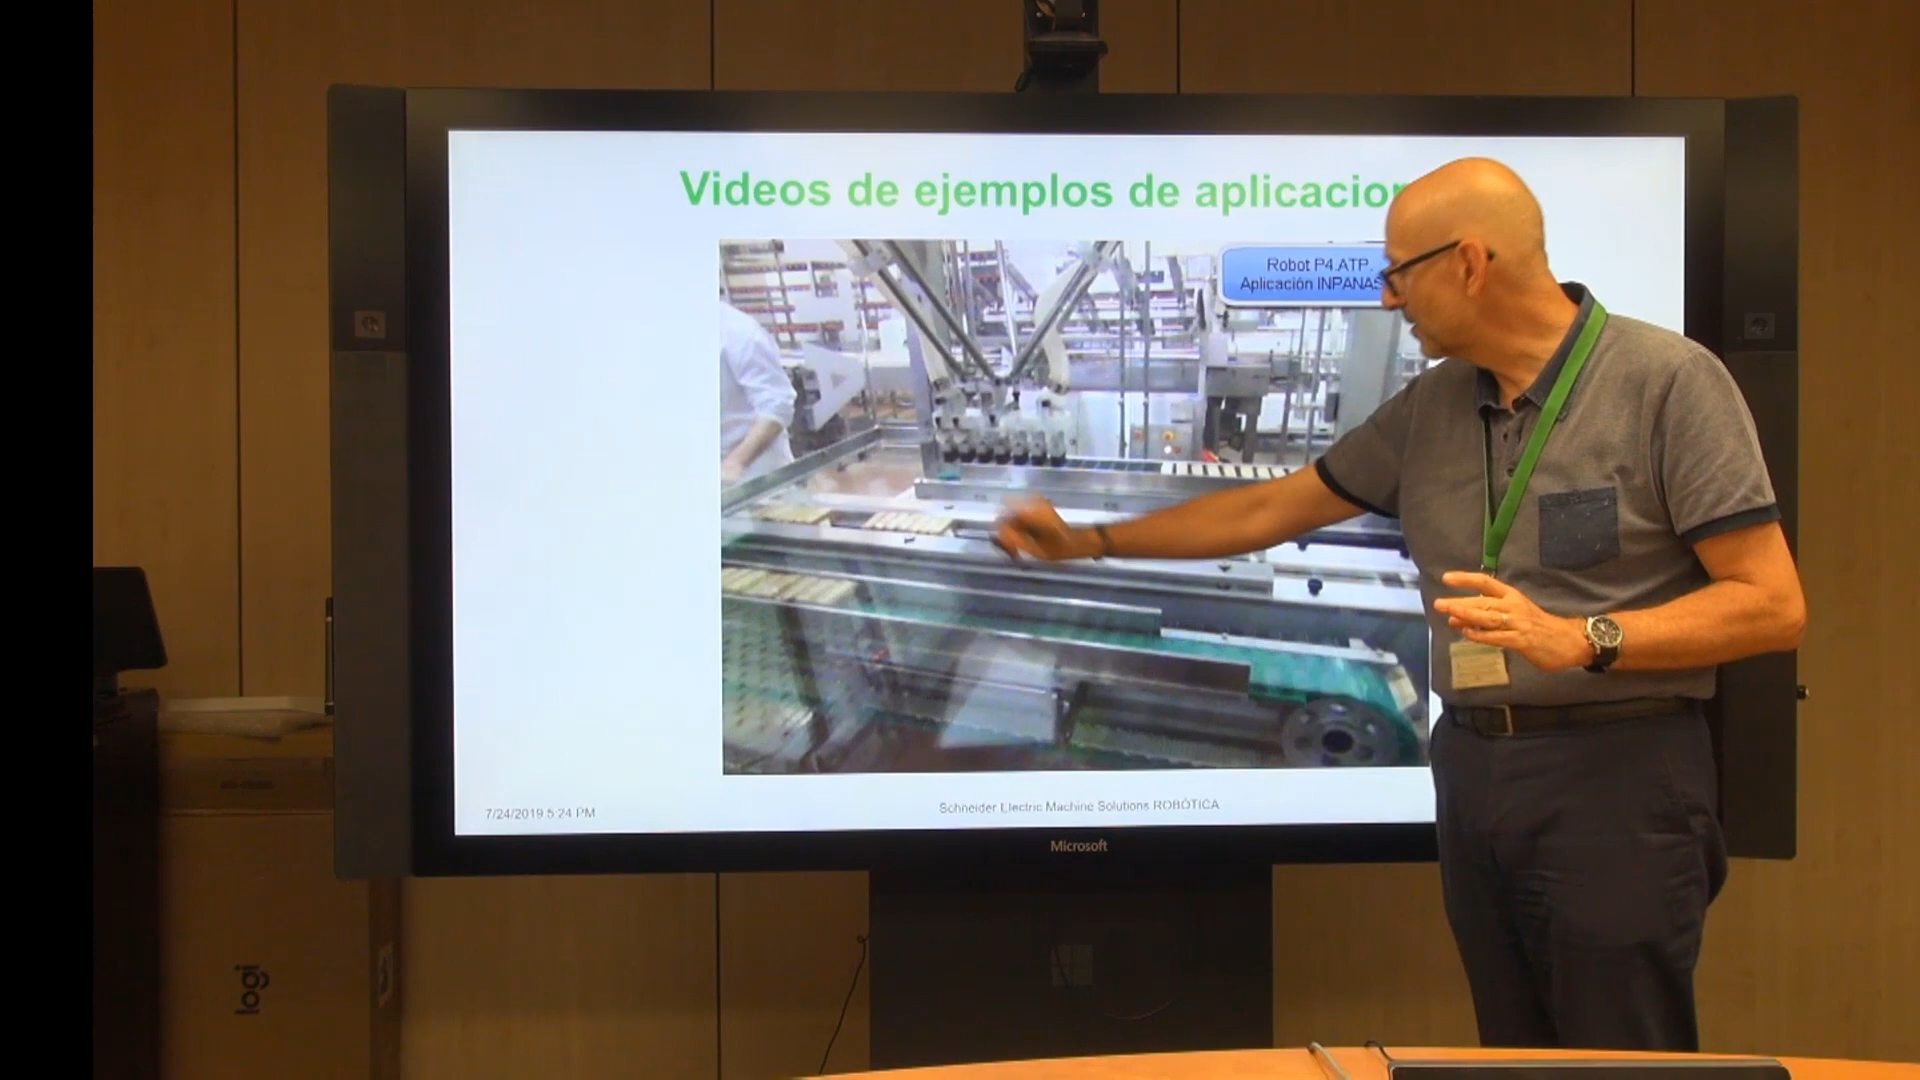 Videos de ejemplos de aplicacion
Robot P4.ATP.
Aplicación INPANAS
7/24/2019 5:24 PM
Schneider Electric Machine Solutions ROBÓTICA
Microsoft
logi